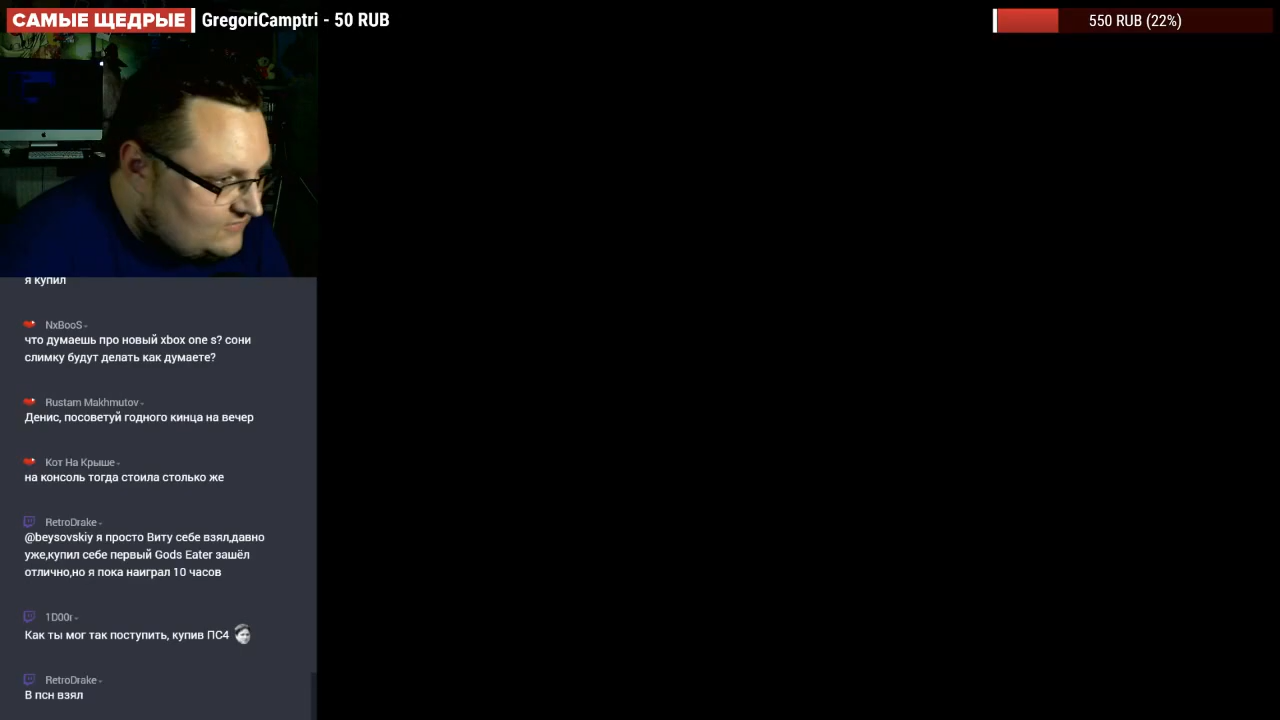 САМЫЕ ЩЕДРЫЕ GregoriCamptri - 50 RUB
550 RUB (22%)
я купил
NxBooS
что думаешь про новый xbox one s? сони
слимку будут делать как думаете?
Rustam Makhmutov
Денис, посоветуй годного кинца на вечер
Кот На Крыше
на консоль тогда стоила столько же
RetroDrake
@beysovskiy я просто Виту себе взял,давно
уже,купил себе первый Gods Eater зашёл
отлично,но я пока наиграл 10 часов
1D00r
Как ты мог так поступить, купив ПС4
RetroDrake
В псн взял